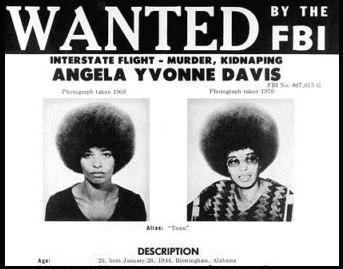 WANTED BY THE FBI
INTERSTATE FLIGHT - MURDER, KIDNAPING
ANGELA YVONNE DAVIS
FBI No. 867,615 G
Photograph taken 1969
Photograph taken 1970
Alias: "Tamu"
DESCRIPTION
Age: 26, born January 26, 1944, Birmingham, Alabama